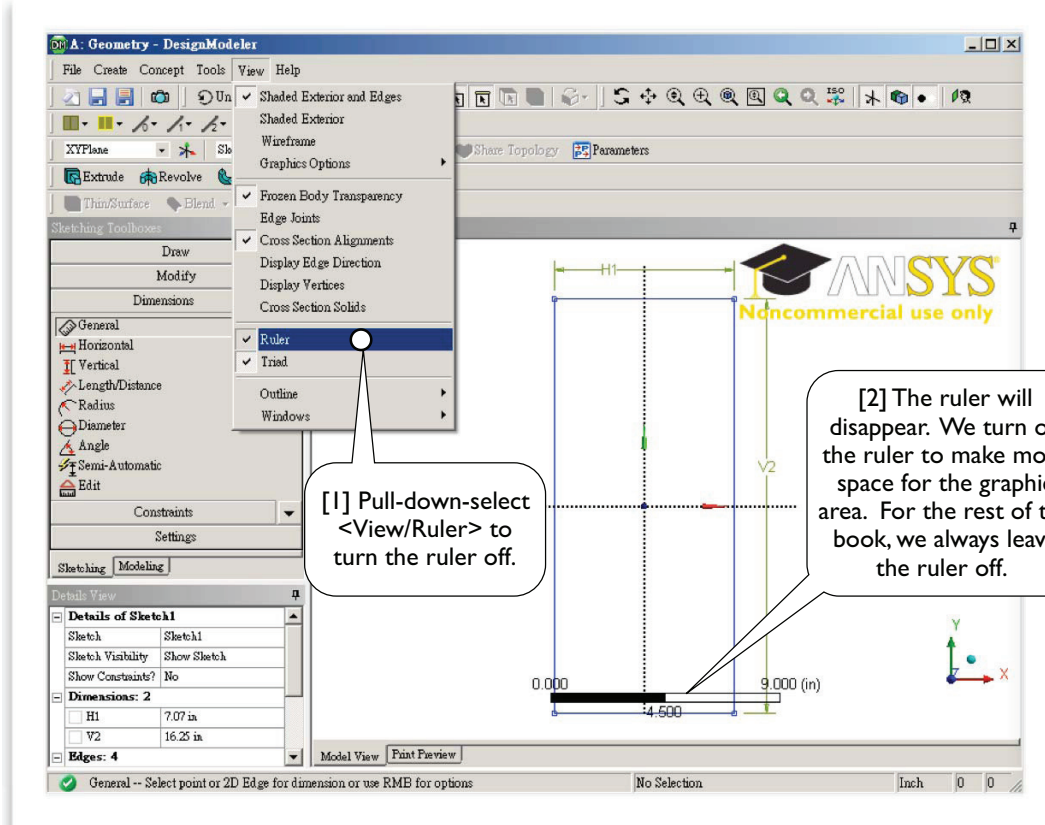 A: Geometry - DesignModeler
File Create Concept Tools View Help
Shaded Exterior and Edges
Shaded Exterior
Wireframe
Graphics Options
Frozen Body Transparency
Edge Joints
Cross Section Alignments
Display Edge Direction
Display Vertices
Cross Section Solids
Ruler
Triad
Outline
Windows
ISO
XYPlane
Share Topology Parameters
Extrude Revolve
Thin/Surface Blend
Sketching Toolboxes
Draw
Modify
Dimensions
General
Horizontal
Vertical
Length/Distance
Radius
Diameter
Angle
Semi-Automatic
Edit
Constraints
Settings
Sketching Modeling
Details View
Details of Sketch1
Sketch Sketch1
Sketch Visibility Show Sketch
Show Constraints? No
Dimensions: 2
H1 7.07 in
V2 16.25 in
Edges: 4
H1
ANSYS
Noncommercial use only
V2
[1] Pull-down-select
<View/Ruler> to
turn the ruler off.
[2] The ruler will
disappear. We turn
the ruler to make
space for the
area. For the rest of
book, we always
the ruler off.
0.000 9.000 (in)
4.500
Y
X
Z
Model View Print Preview
General -- Select point or 2D Edge for dimension or use RMB for options No Selection Inch 0 0